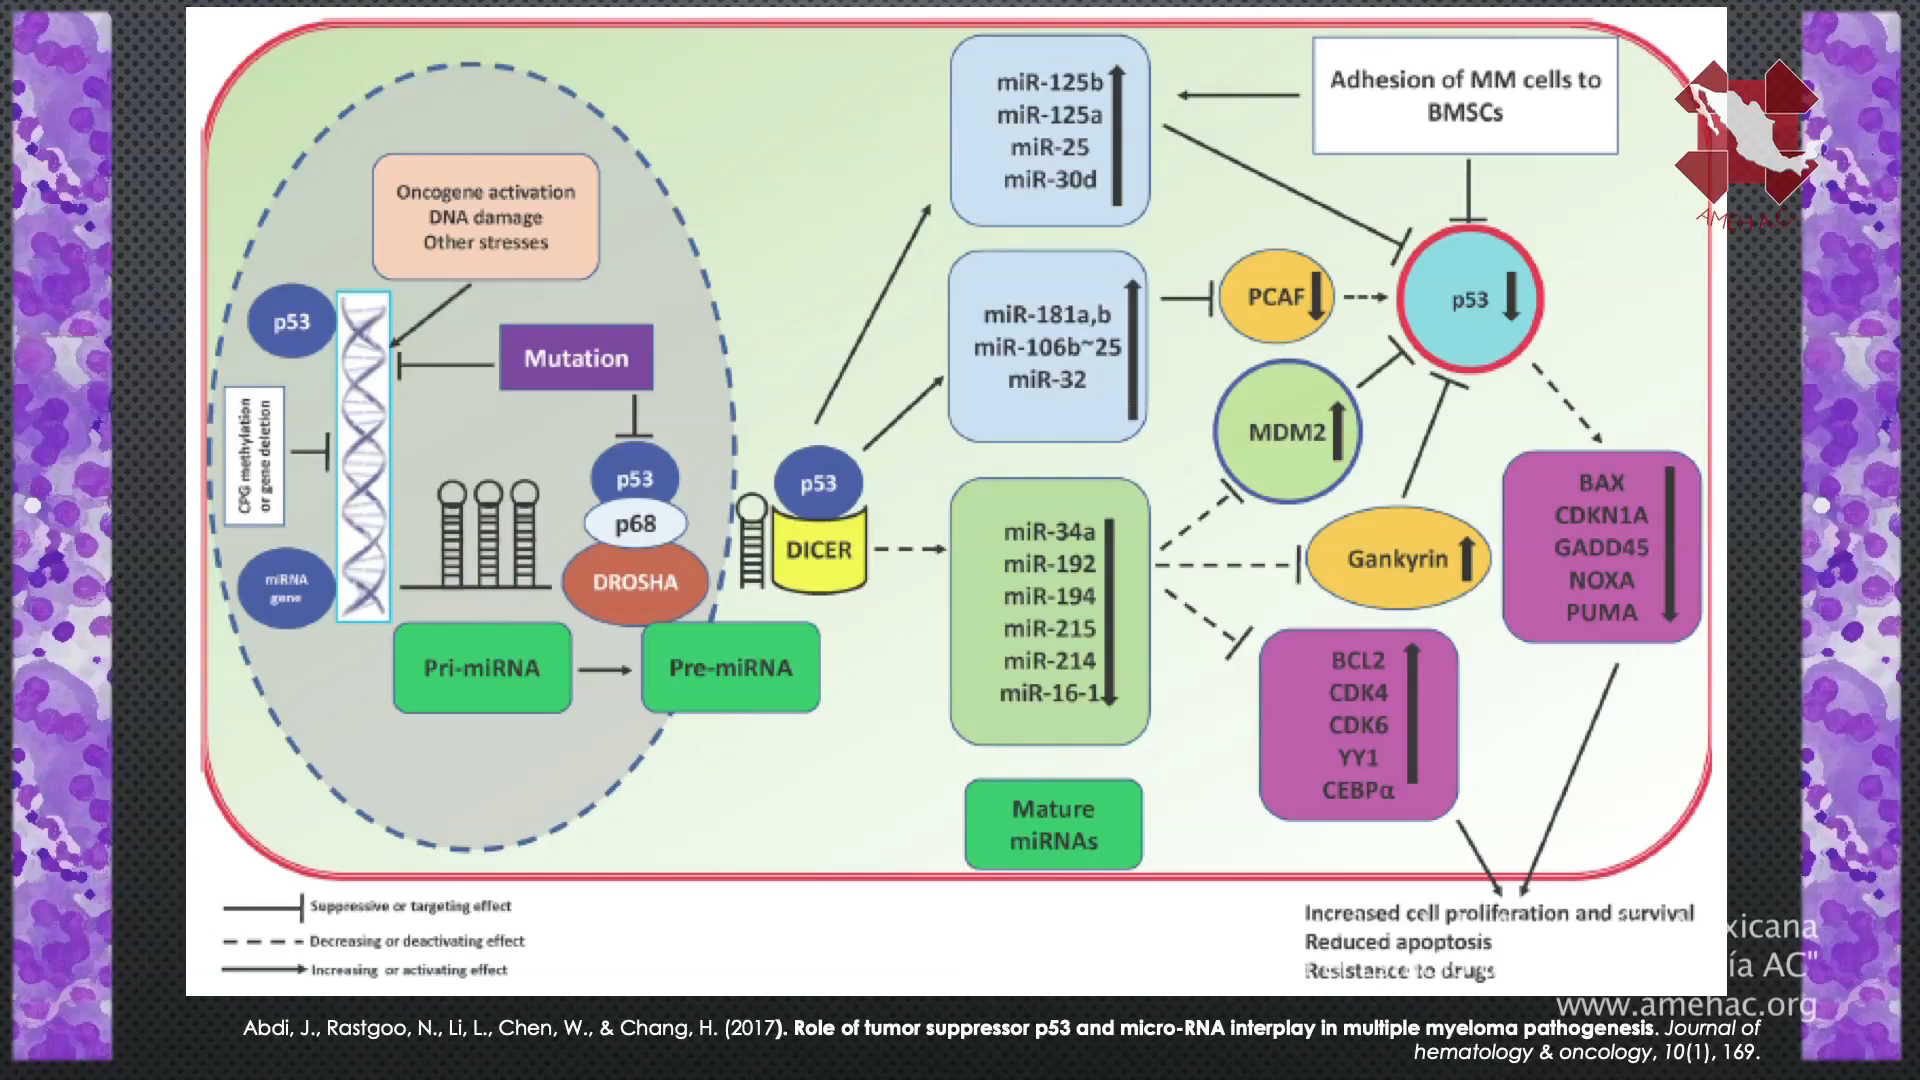 miR-125b
miR-125a
miR-25
miR-30d
Adhesion of MM cells to
BMSCs
AMEHAC
Oncogene activation
DNA damage
Other stresses
p53
Mutation
CPG methylation
or gene deletion
miRNA
gene
p53
p68
DROSHA
Pri-miRNA
Pre-miRNA
p53
DICER
miR-181a,b
miR-106b~25
miR-32
PCAF
p53
MDM2
miR-34a
miR-192
miR-194
miR-215
miR-214
miR-16-1
Gankyrin
BAX
CDKN1A
GADD45
NOXA
PUMA
BCL2
CDK4
CDK6
YY1
CEBPα
Mature
miRNAs
Suppressive or targeting effect
Decreasing or deactivating effect
Increasing or activating effect
Increased cell proliferation and survival
Reduced apoptosis
Resistance to drugs
xicana
ía AC"
www.amehac.org
Abdi, J., Rastgoo, N., Li, L., Chen, W., & Chang, H. (2017). Role of tumor suppressor p53 and micro-RNA interplay in multiple myeloma pathogenesis. Journal of
hematology & oncology, 10(1), 169.